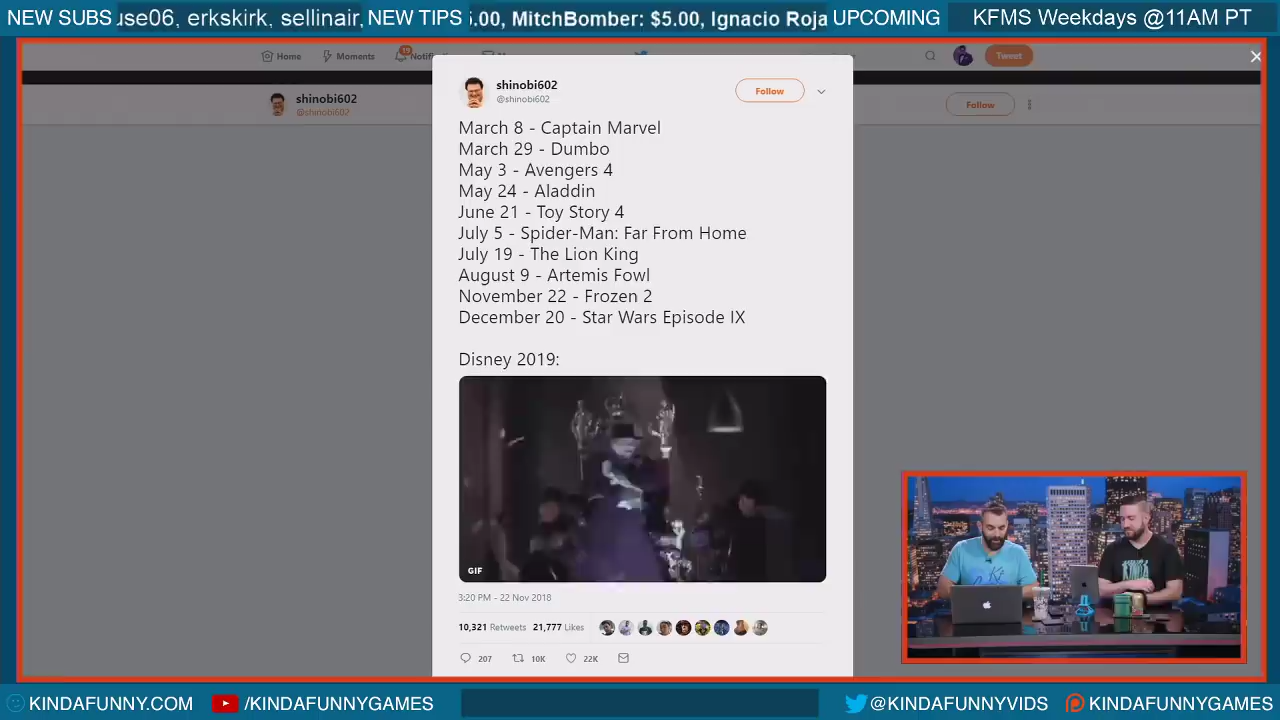 NEW SUBS use06, erkskirk, sellinair, NEW TIPS 5.00, MitchBomber: $5.00, Ignacio Roja UPCOMING KFMS Weekdays @11AM PT
Home Moments 19 Tweet
shinobi602
@shinobi602
Follow
shinobi602
@shinobi602
Follow
March 8 - Captain Marvel
March 29 - Dumbo
May 3 - Avengers 4
May 24 - Aladdin
June 21 - Toy Story 4
July 5 - Spider-Man: Far From Home
July 19 - The Lion King
August 9 - Artemis Fowl
November 22 - Frozen 2
December 20 - Star Wars Episode IX
Disney 2019:
GIF
3:20 PM - 22 Nov 2018
10,321 Retweets 21,777 Likes
207 10K 22K
KINDAFUNNY.COM /KINDAFUNNYGAMES @KINDAFUNNYVIDS KINDAFUNNYGAMES